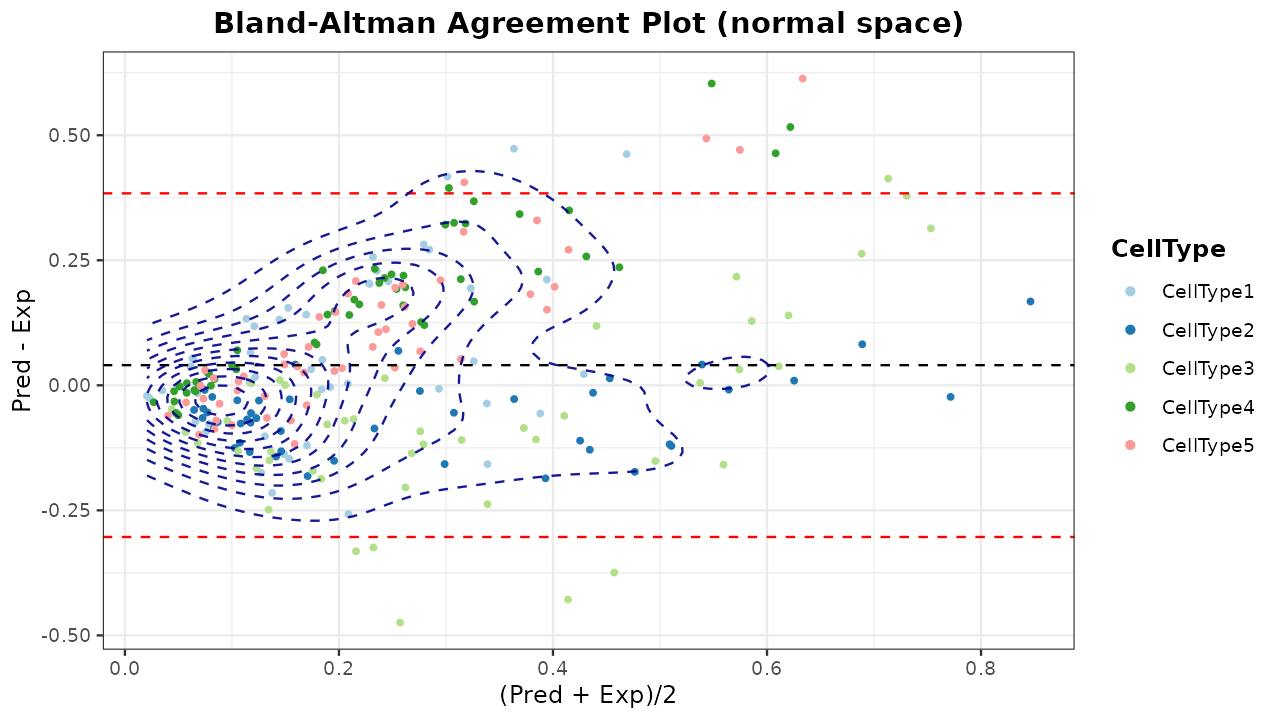 Bland-Altman Agreement Plot (normal space)
Pred - Exp
0.50
0.25
0.00
-0.25
-0.50
0.0 0.2 0.4 0.6 0.8
(Pred + Exp)/2
CellType
CellType1
CellType2
CellType3
CellType4
CellType5